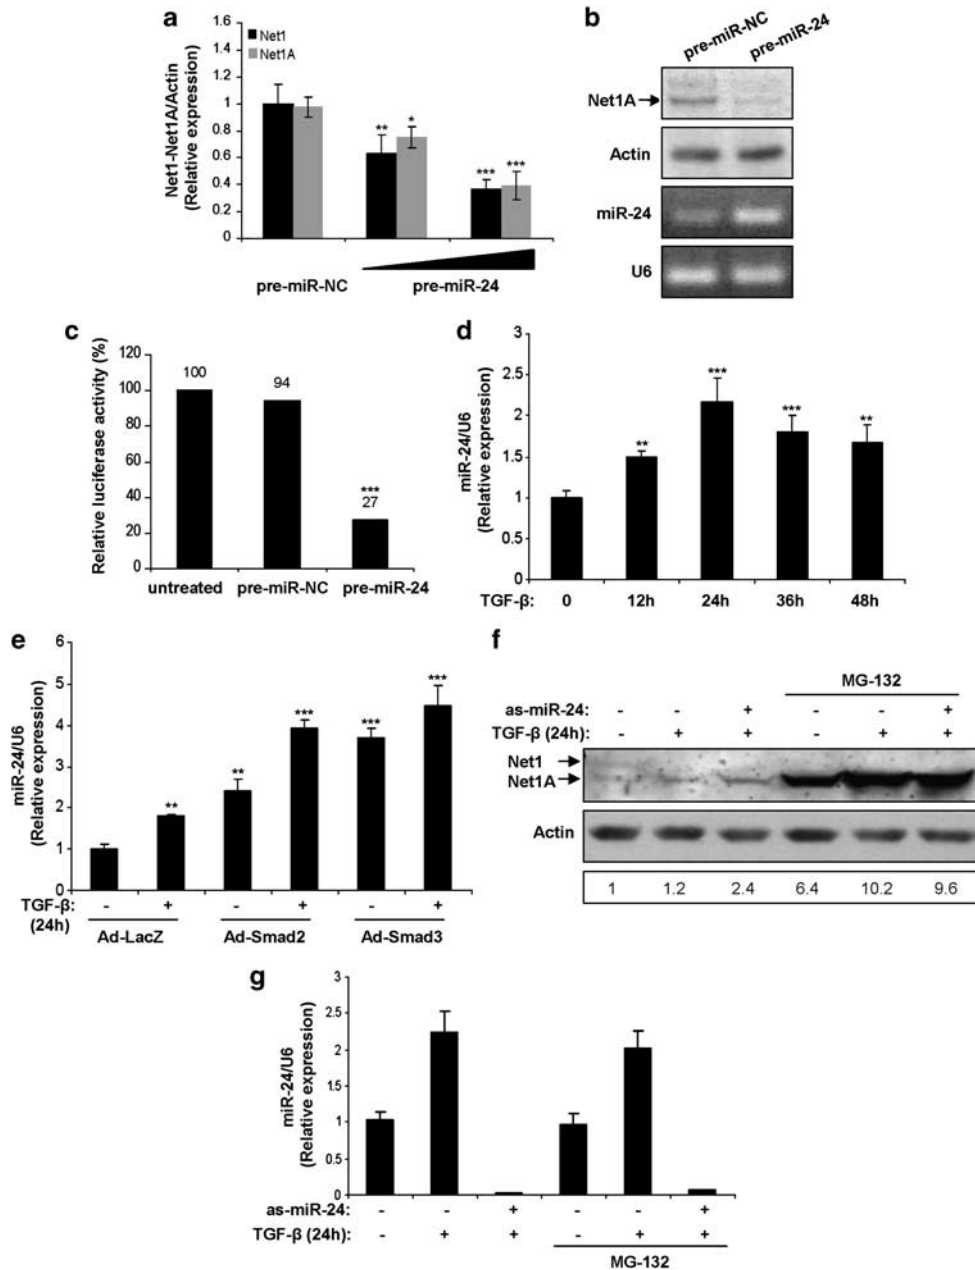 a
Net1-Net1A/Actin
(Relative expression)
1.6
1.4
1.2
1
0.8
0.6
0.4
0.2
0
Net1
Net1A
** *
*** ***
pre-miR-NC pre-miR-24
b
pre-miR-NC pre-miR-24
Net1A
Actin
miR-24
U6
c
Relative luciferase activity (%)
120
100
80
60
40
20
0
100
94
***
27
untreated pre-miR-NC pre-miR-24
d
miR-24/U6
(Relative expression)
3
2.5
2
1.5
1
0.5
0
**
***
***
**
TGF-β: 0 12h 24h 36h 48h
e
miR-24/U6
(Relative expression)
6
5
4
3
2
1
0
**
**
***
***
***
TGF-β: - + - + - +
(24h)
Ad-LacZ Ad-Smad2 Ad-Smad3
f
MG-132
as-miR-24: - - + - - +
TGF-β (24h): - + + - + +
Net1
Net1A
Actin
1 1.2 2.4 6.4 10.2 9.6
g
miR-24/U6
(Relative expression)
3
2.5
2
1.5
1
0.5
0
as-miR-24: - - + - - +
TGF-β (24h): - + + - + +
MG-132